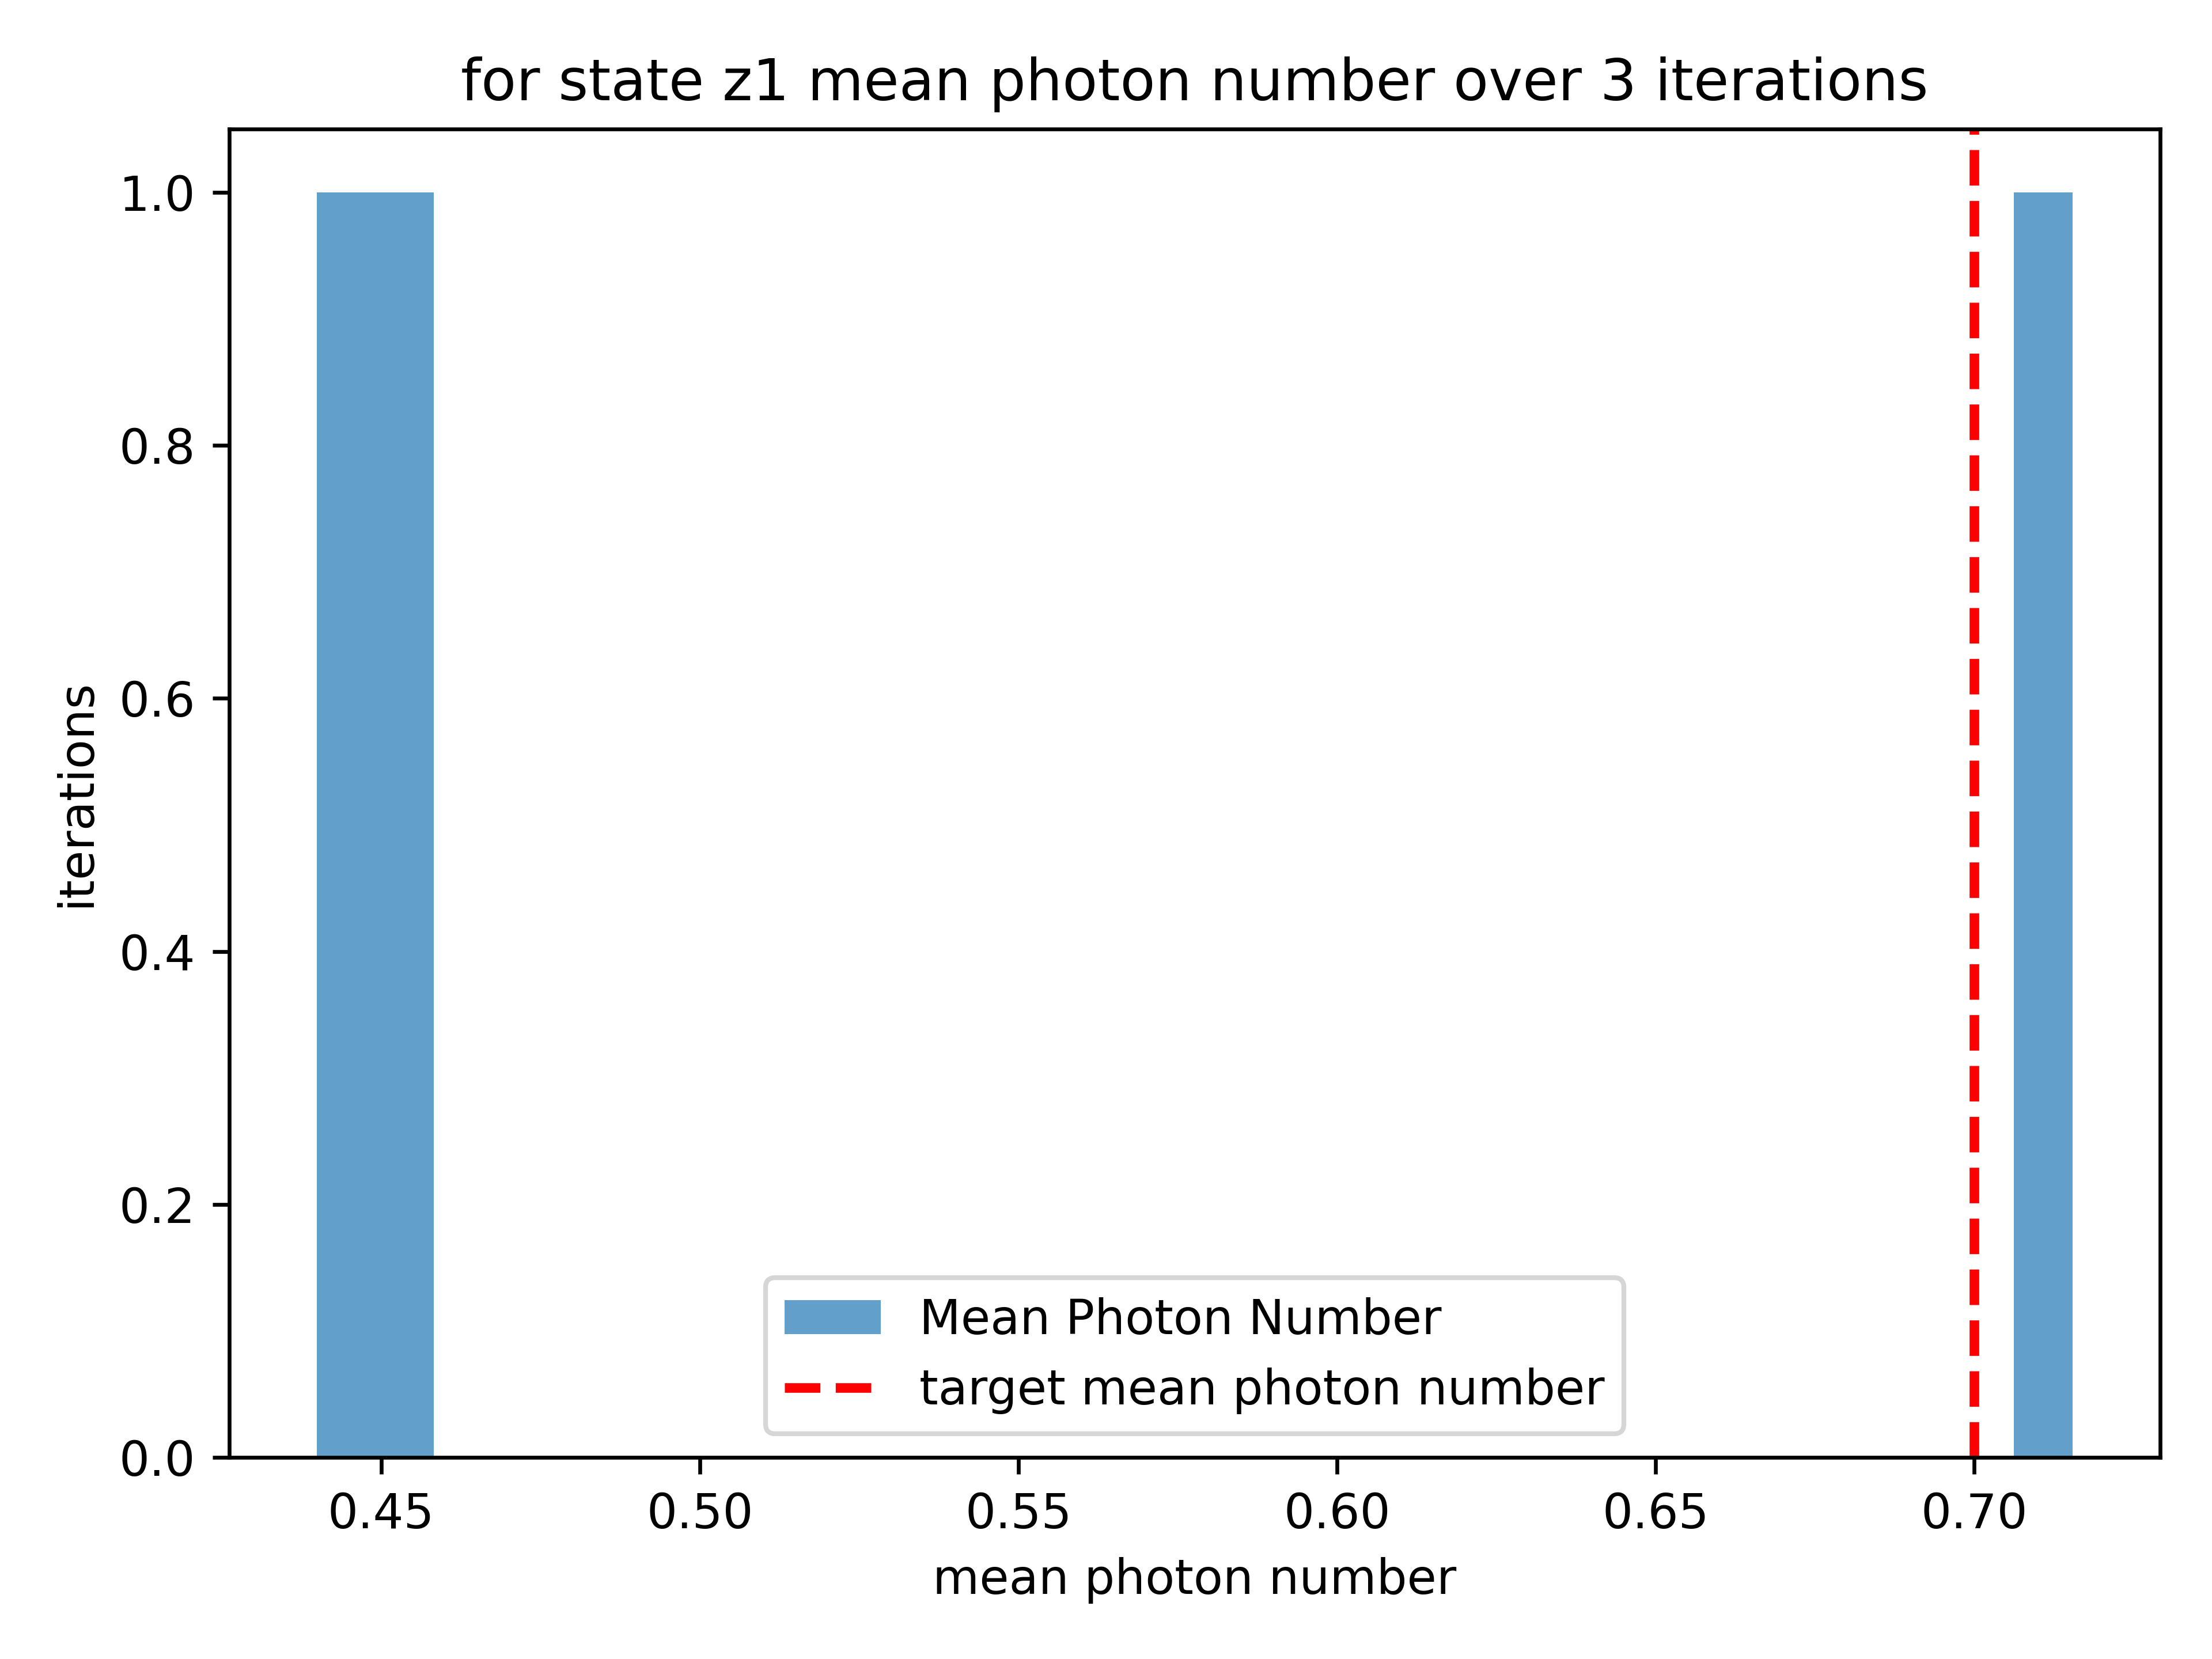 for state z1 mean photon number over 3 iterations
1.0
0.8
0.6
0.4
0.2
0.0
iterations
Mean Photon Number
target mean photon number
0.45 0.50 0.55 0.60 0.65 0.70
mean photon number